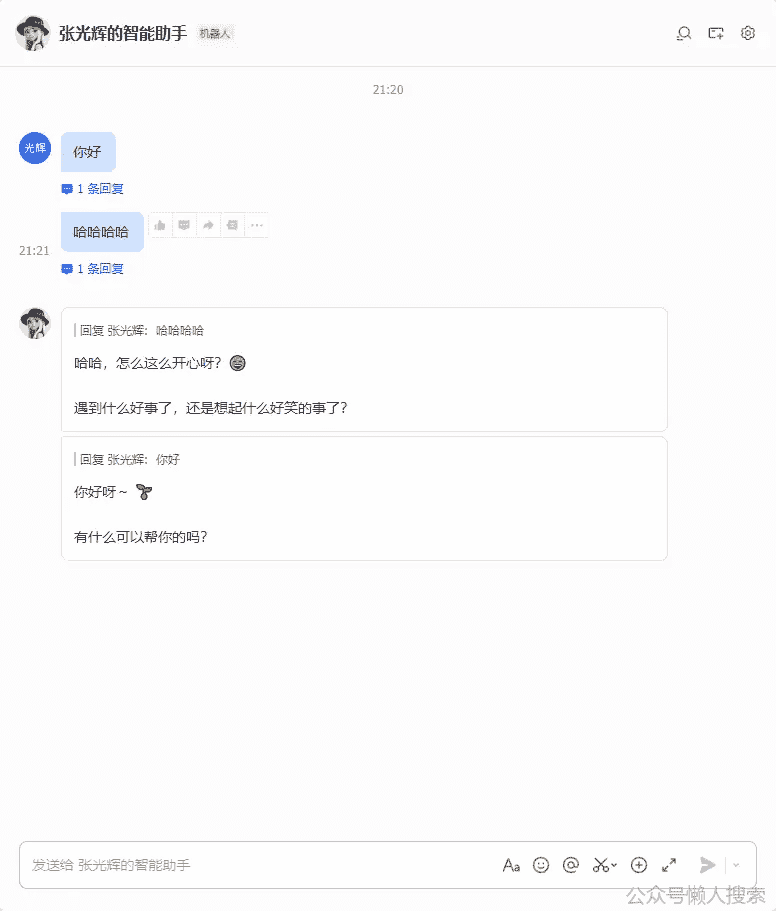 张光辉的智能助手 机器人
21:20
光辉
你好
1 条回复
哈哈哈哈
21:21
1 条回复
回复 张光辉: 哈哈哈哈
哈哈，怎么这么开心呀？😄
遇到什么好事了，还是想起什么好笑的事了？
回复 张光辉: 你好
你好呀～ 🌱
有什么可以帮你的吗？
发送给 张光辉的智能助手
Aa
公众号懒人搜索